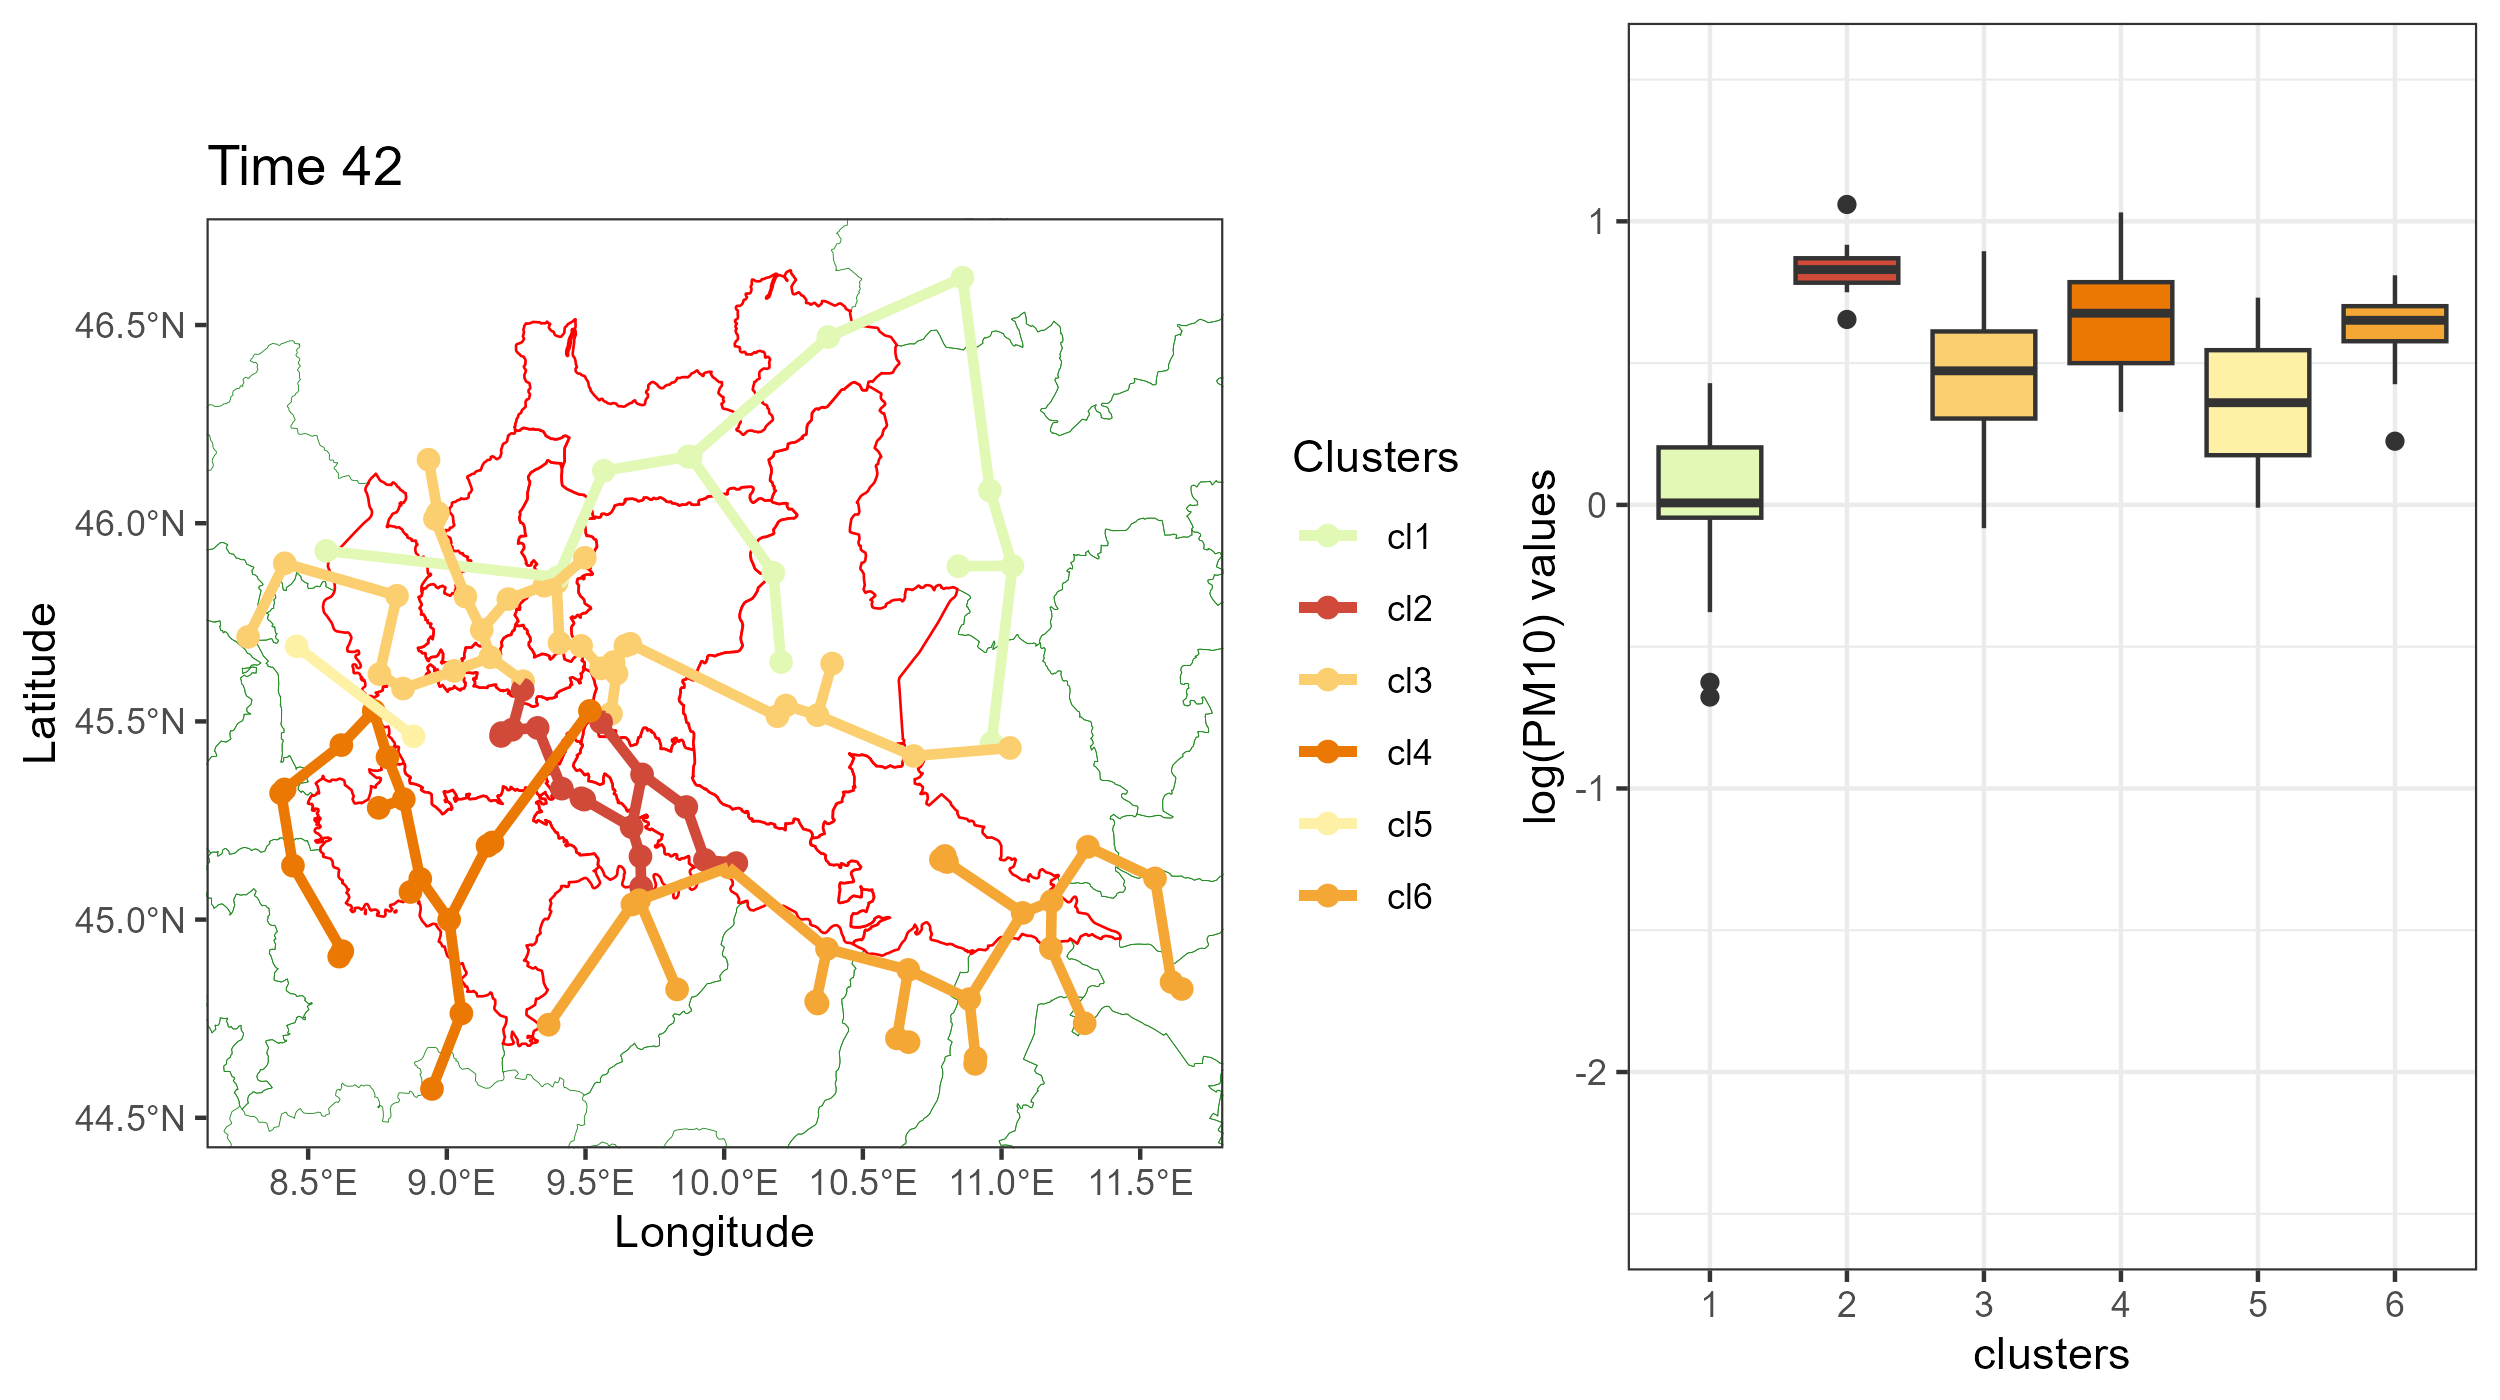 Time 42
46.5°N
46.0°N
45.5°N
45.0°N
44.5°N
Latitude
8.5°E 9.0°E 9.5°E 10.0°E 10.5°E 11.0°E 11.5°E
Longitude
Clusters
cl1
cl2
cl3
cl4
cl5
cl6
log(PM10) values
1
0
-1
-2
1 2 3 4 5 6
clusters